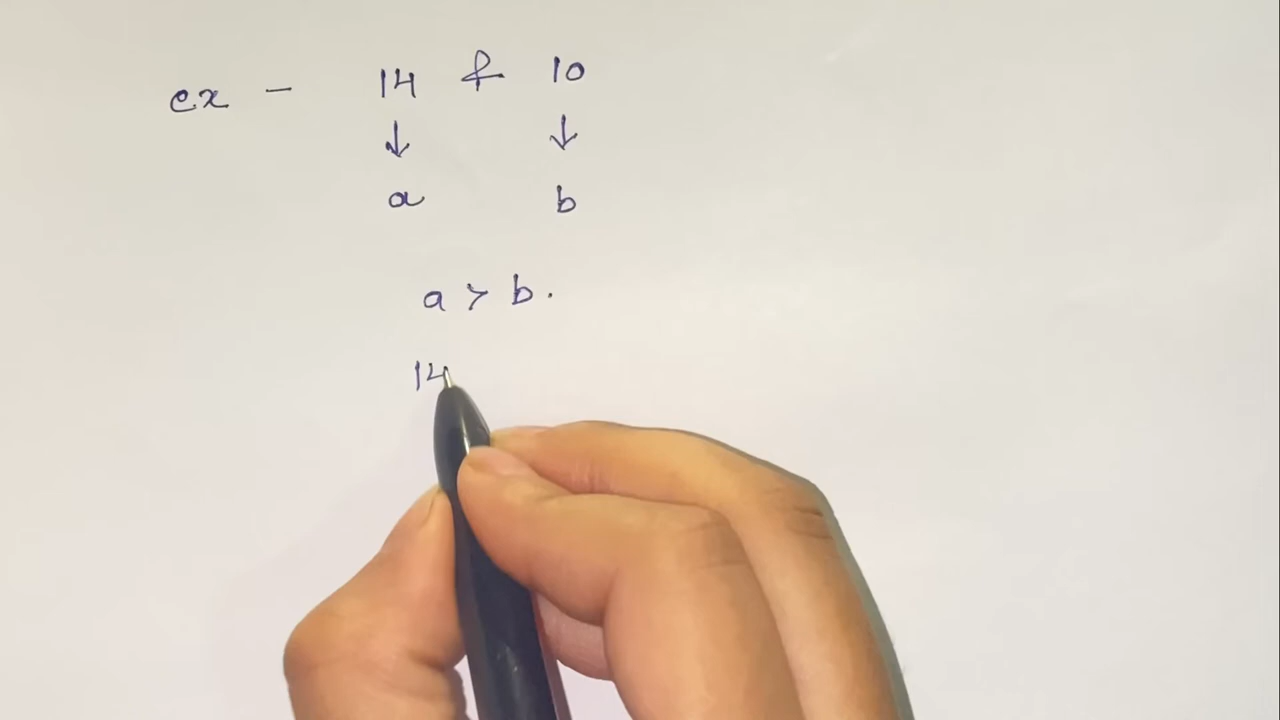 ex - 14 & 10
↓ ↓
a b
a > b.
14